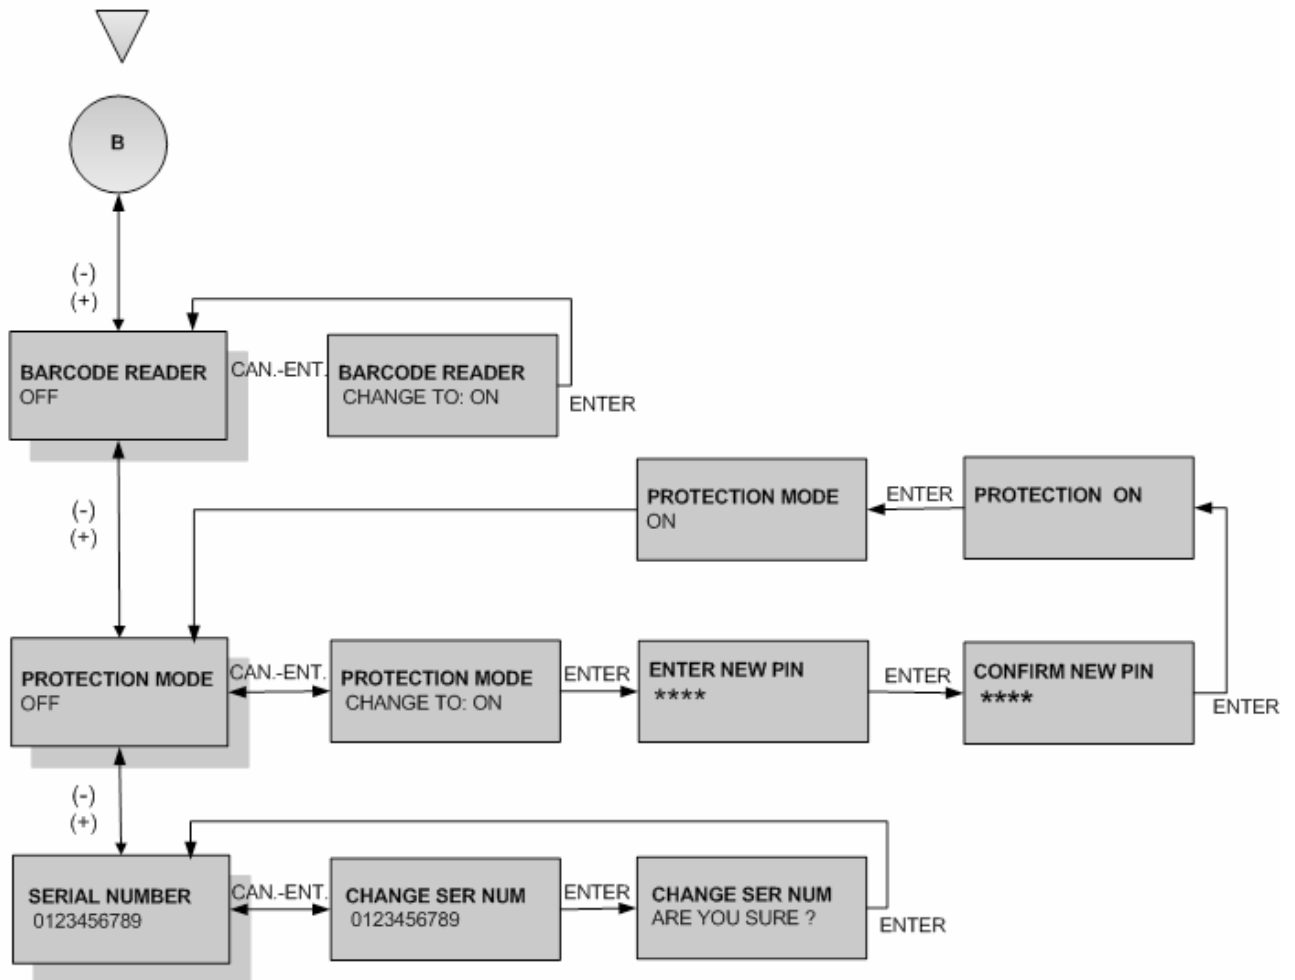 B
(-)
(+)
BARCODE READER
OFF
CAN.-ENT.
BARCODE READER
CHANGE TO: ON
ENTER
(-)
(+)
PROTECTION MODE
ON
ENTER
PROTECTION ON
PROTECTION MODE
OFF
CAN.-ENT.
PROTECTION MODE
CHANGE TO: ON
ENTER
ENTER NEW PIN
****
ENTER
CONFIRM NEW PIN
****
ENTER
(-)
(+)
SERIAL NUMBER
0123456789
CAN.-ENT.
CHANGE SER NUM
0123456789
ENTER
CHANGE SER NUM
ARE YOU SURE ?
ENTER